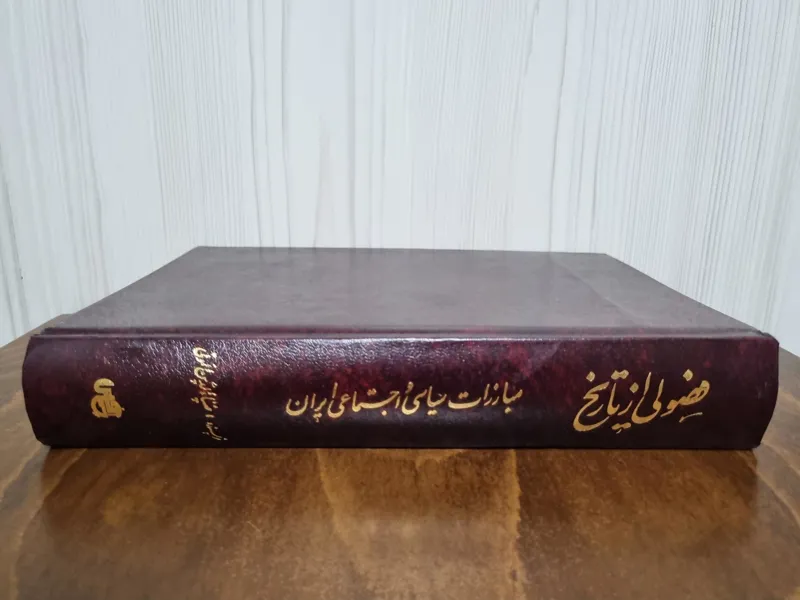 فصولی از تاریخ
مبارزات سیاسی و اجتماعی ایران